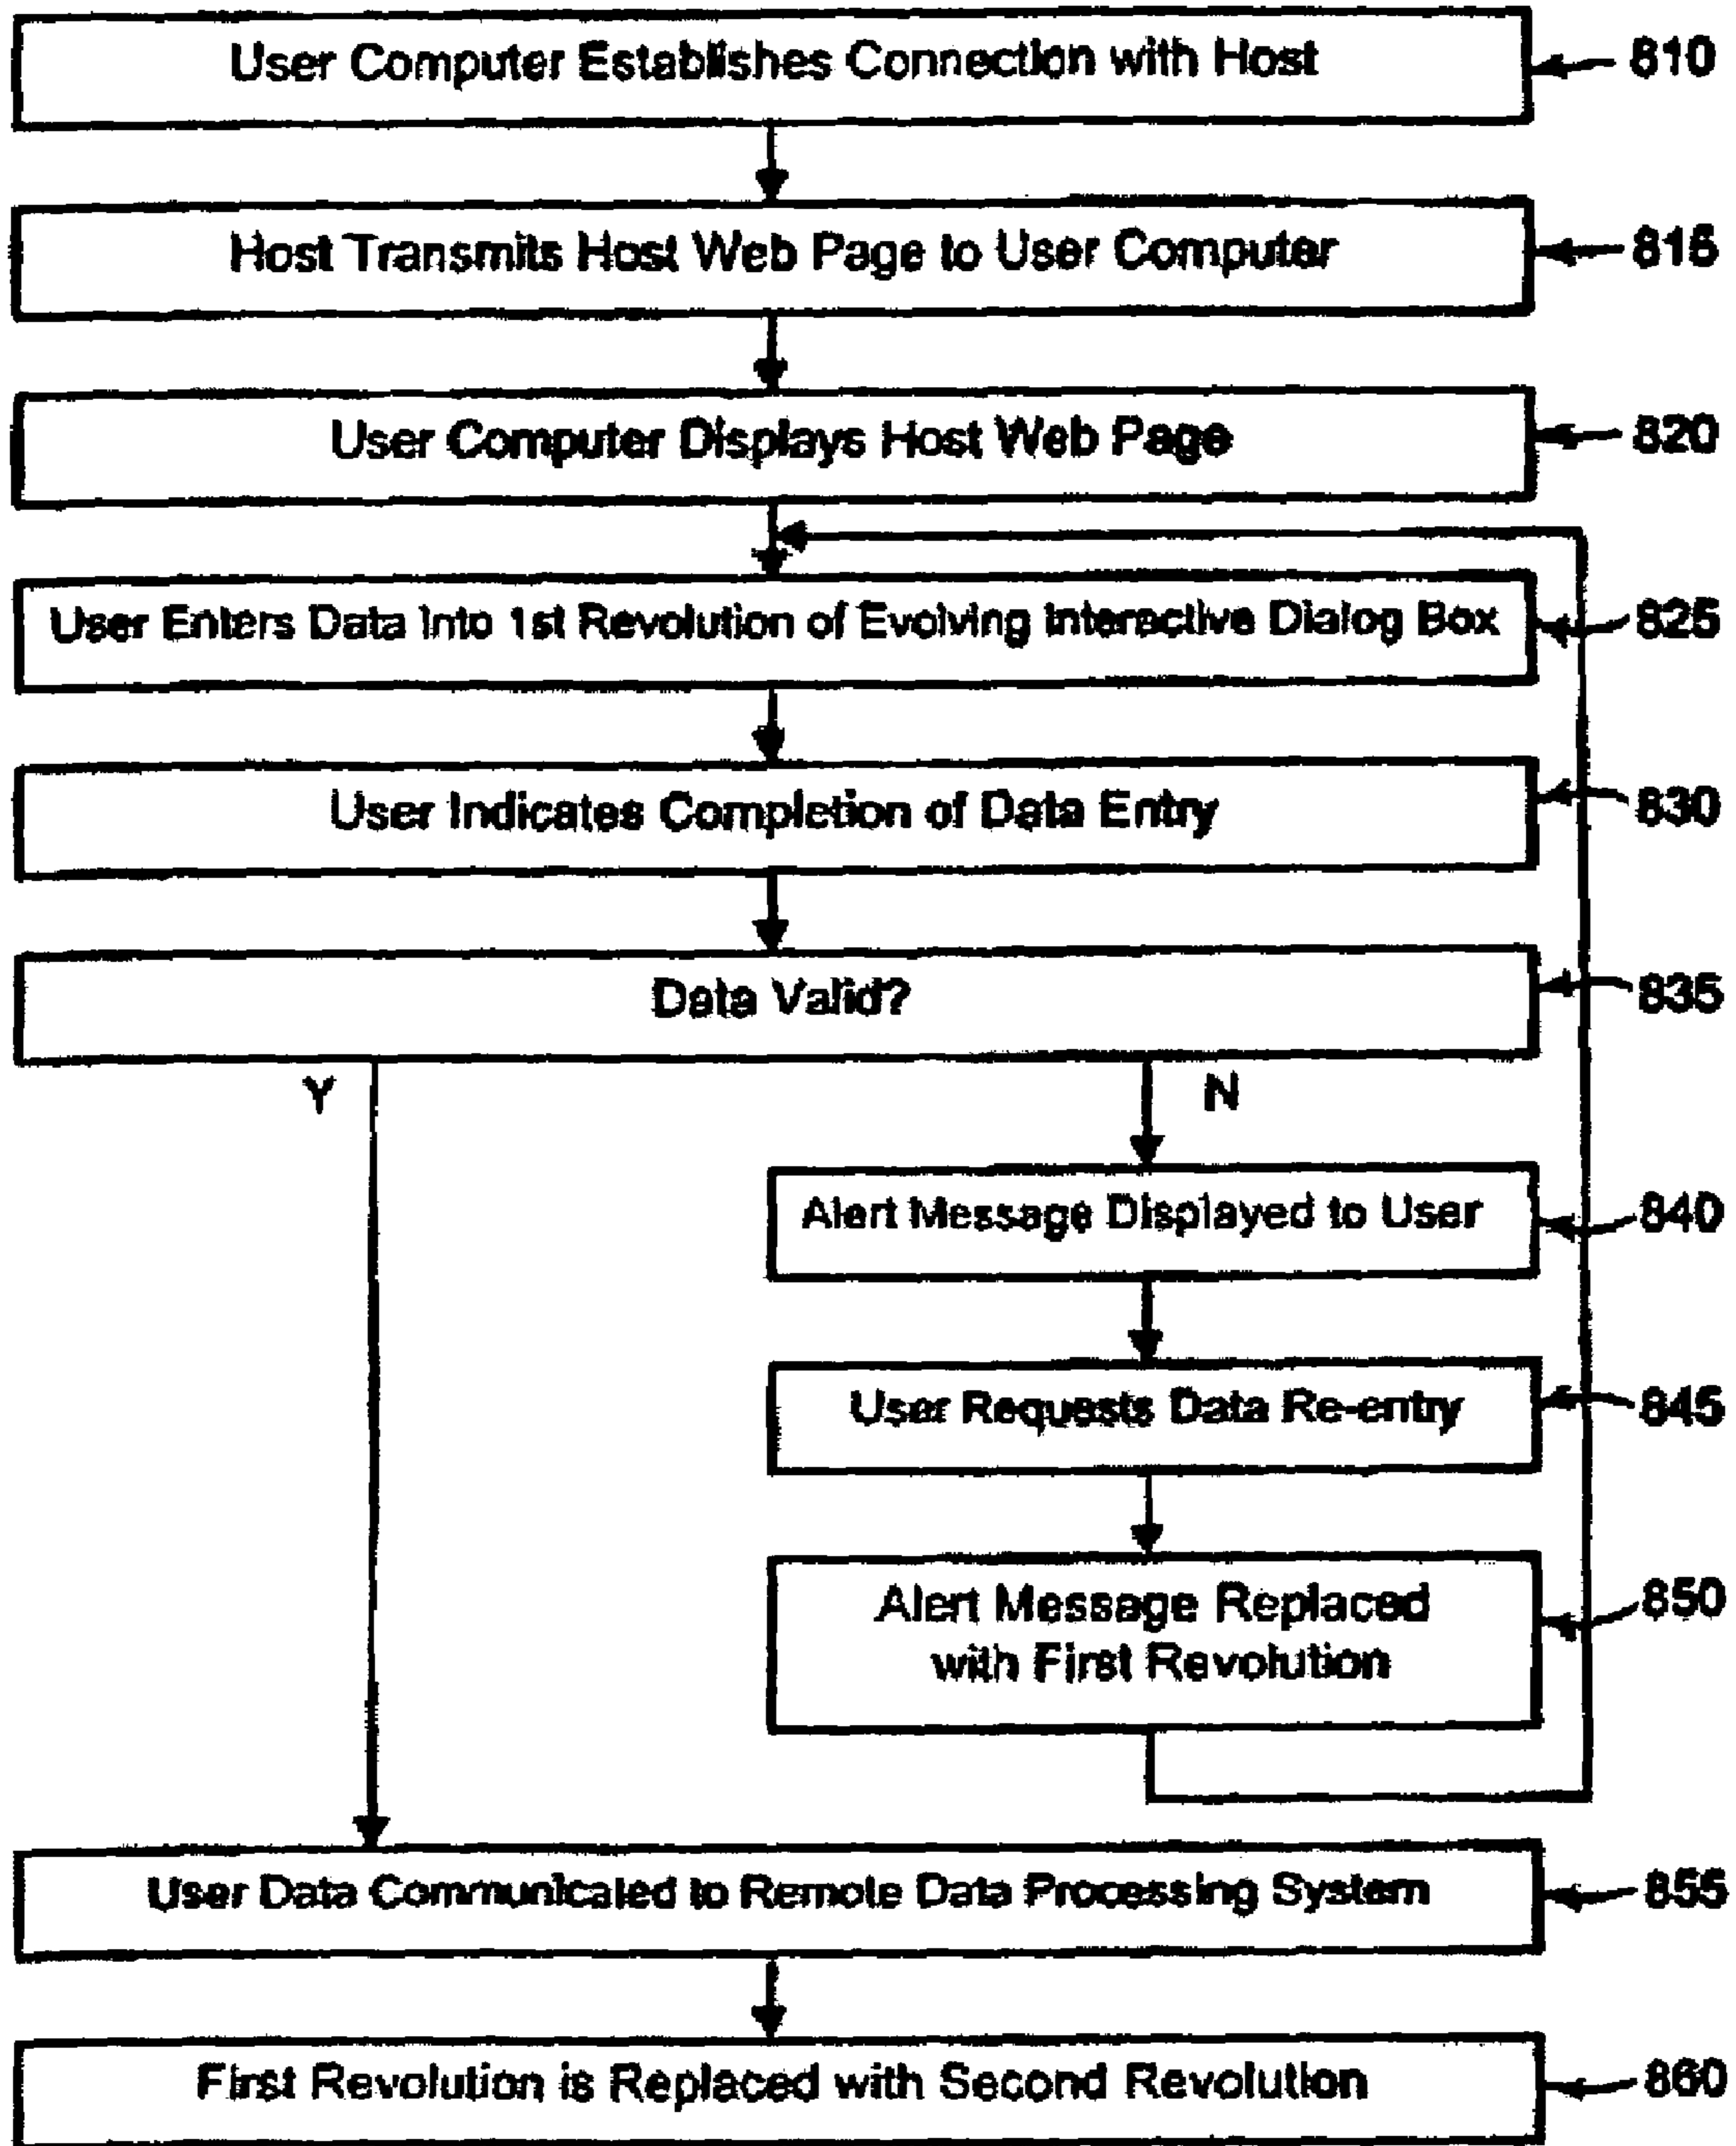 User Computer Establishes Connection with Host
810
Host Transmits Host Web Page to User Computer
815
User Computer Displays Host Web Page
820
User Enters Data Into 1st Revolution of Evolving Interactive Dialog Box
825
User Indicates Completion of Data Entry
830
Data Valid?
835
Y
N
Alert Message Displayed to User
840
User Requests Data Re-entry
845
Alert Message Replaced
with First Revolution
850
User Data Communicated to Remote Data Processing System
855
First Revolution is Replaced with Second Revolution
860